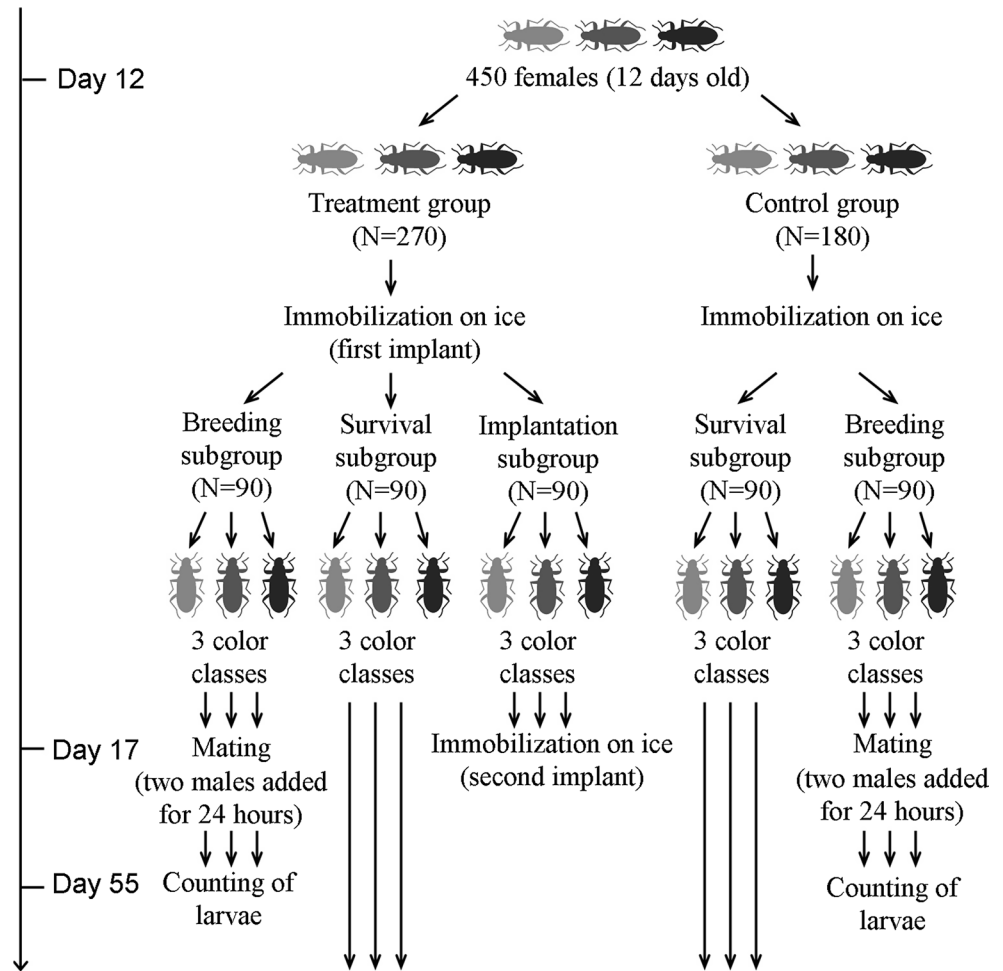 Day 12
450 females (12 days old)
Treatment group
(N=270)
Control group
(N=180)
Immobilization on ice
(first implant)
Immobilization on ice
Breeding
subgroup
(N=90)
Survival
subgroup
(N=90)
Implantation
subgroup
(N=90)
Survival
subgroup
(N=90)
Breeding
subgroup
(N=90)
3 color
classes
3 color
classes
3 color
classes
3 color
classes
3 color
classes
Day 17
Mating
(two males added
for 24 hours)
Immobilization on ice
(second implant)
Mating
(two males added
for 24 hours)
Day 55
Counting of
larvae
Counting of
larvae